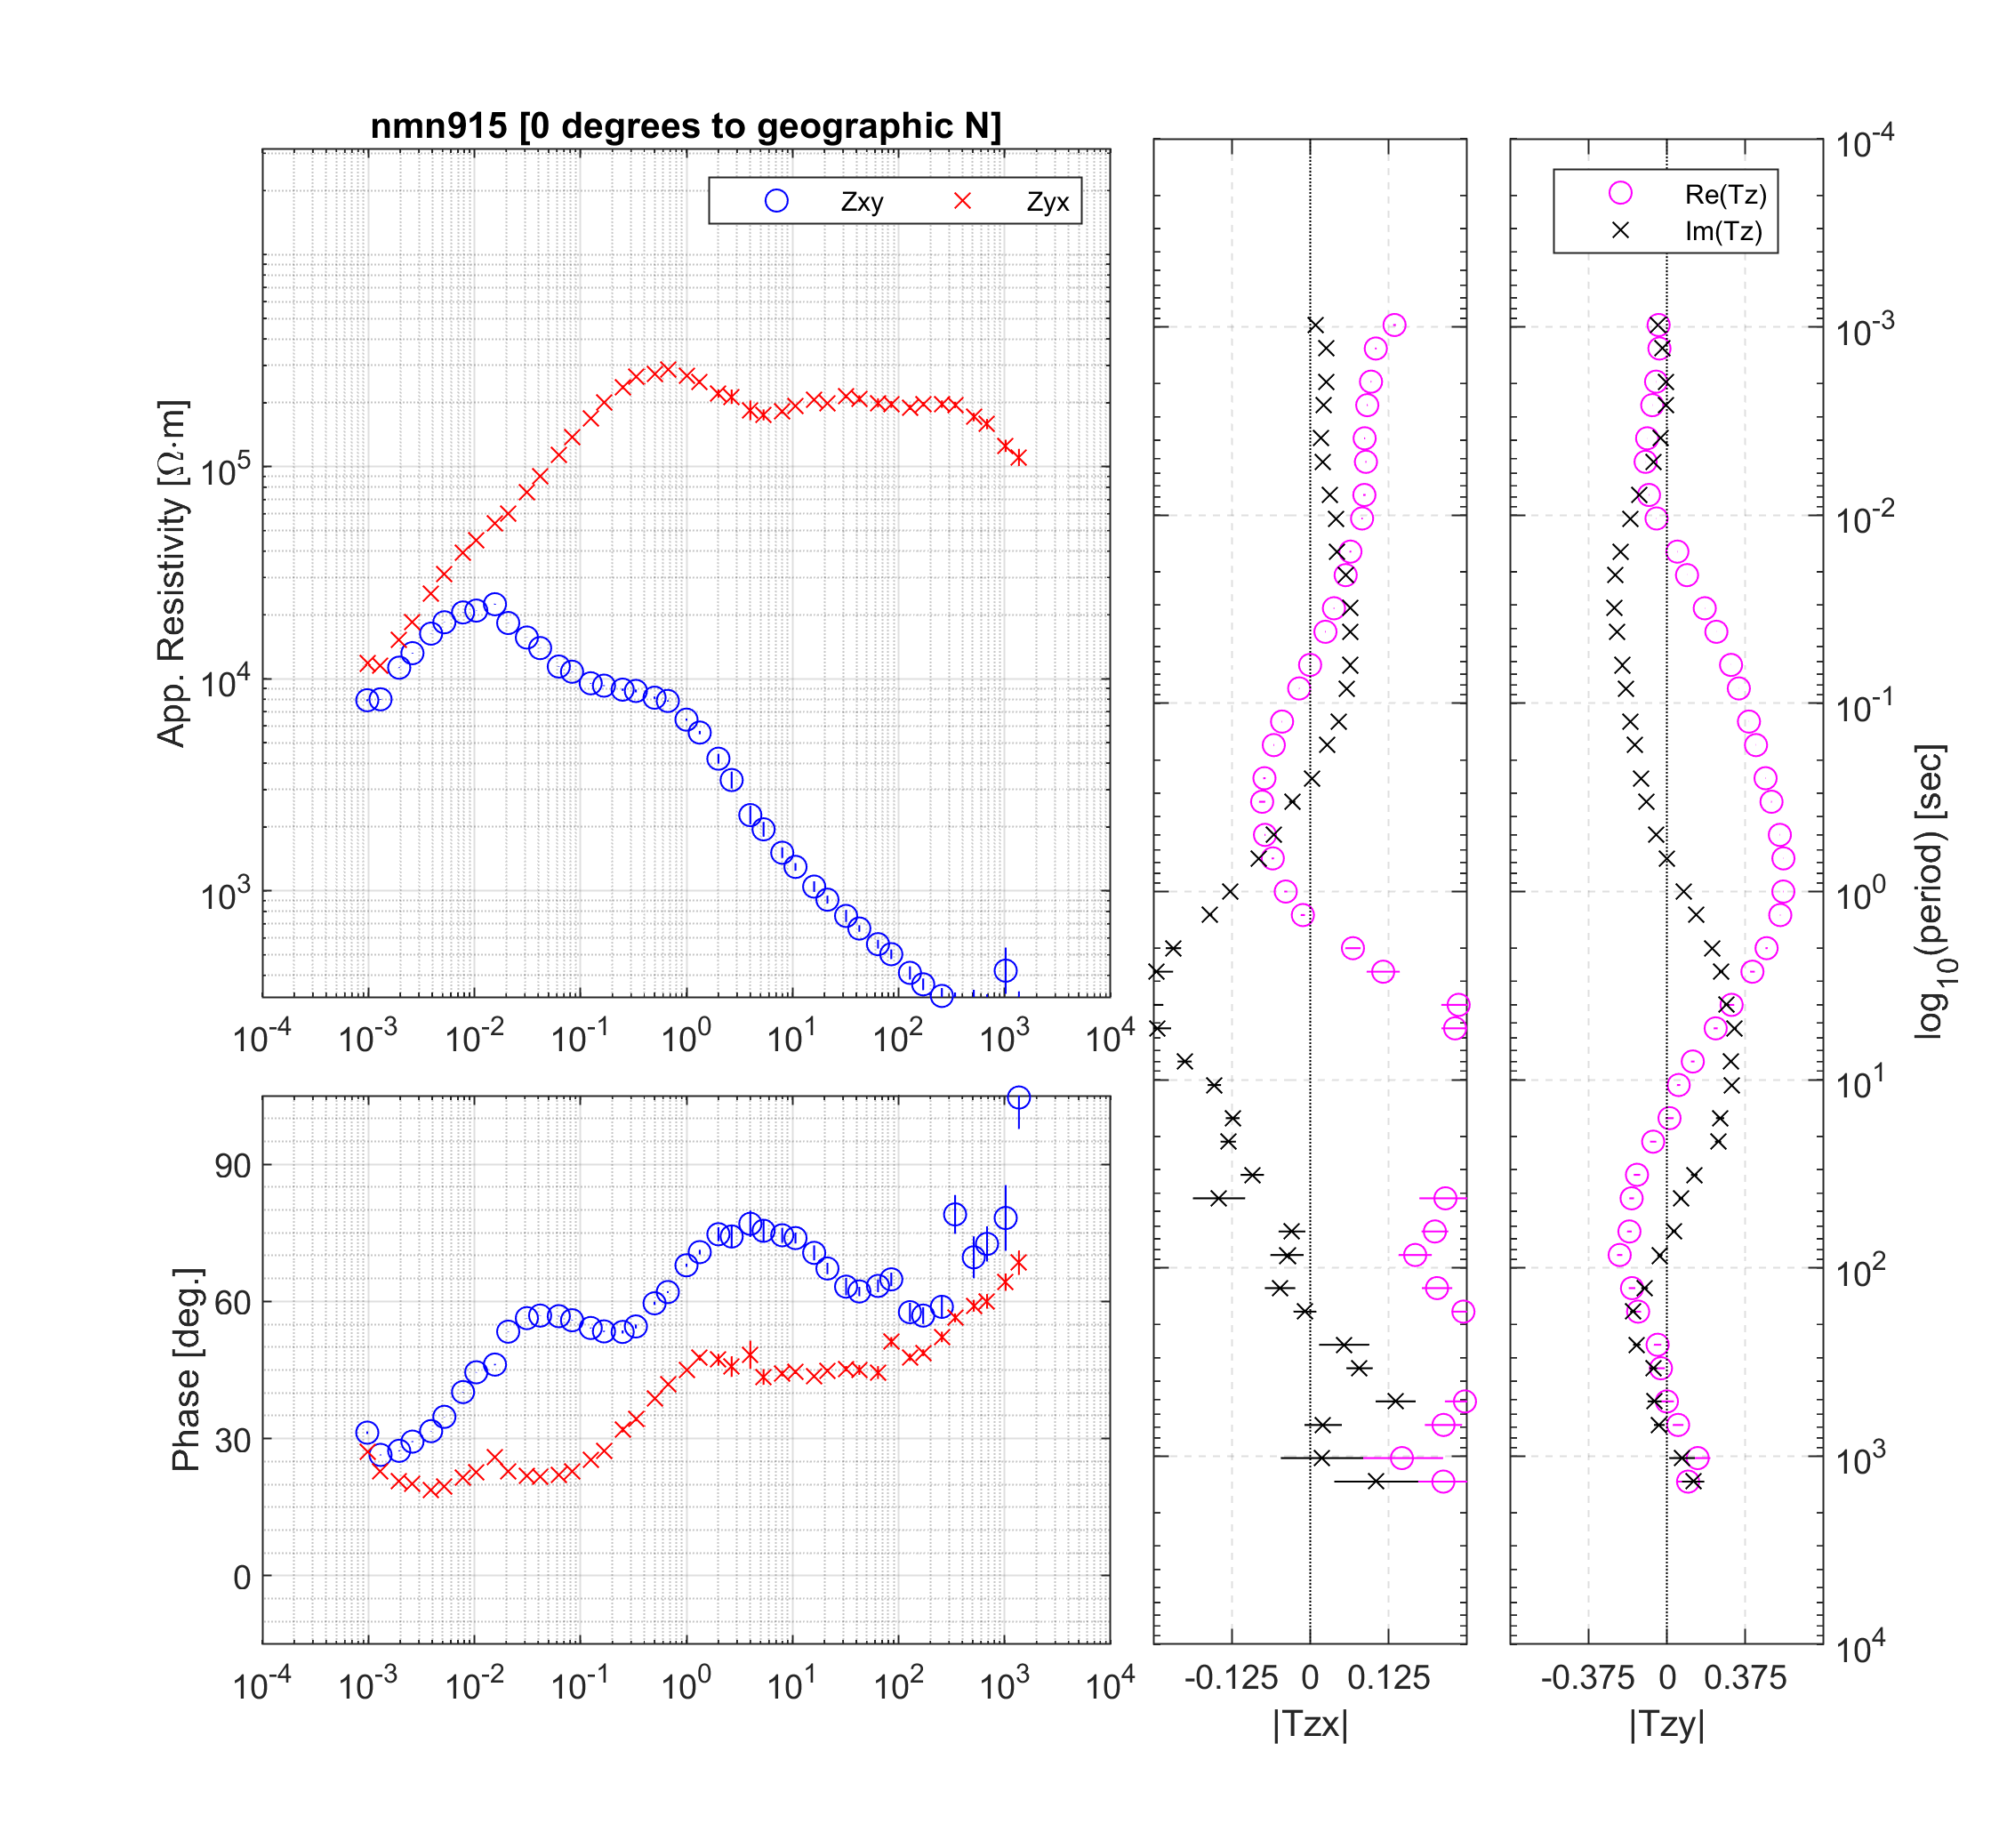 nmn915 [0 degrees to geographic N]
Zxy Zyx
App. Resistivity [Ω·m]
10^5
10^4
10^3
10^-4 10^-3 10^-2 10^-1 10^0 10^1 10^2 10^3 10^4
Phase [deg.]
90
60
30
0
10^-4 10^-3 10^-2 10^-1 10^0 10^1 10^2 10^3 10^4
-0.125 0 0.125
|Tzx|
Re(Tz)
Im(Tz)
-0.375 0 0.375
|Tzy|
10^-4
10^-3
10^-2
10^-1
10^0
10^1
10^2
10^3
10^4
log10(period) [sec]